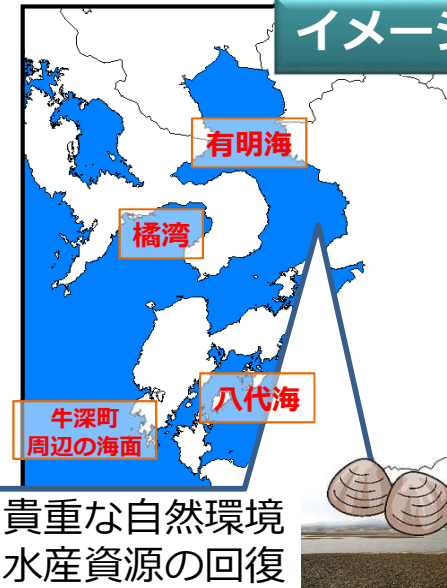 イメージ
有明海
橘湾
八代海
牛深町
周辺の海面
貴重な自然環境
水産資源の回復